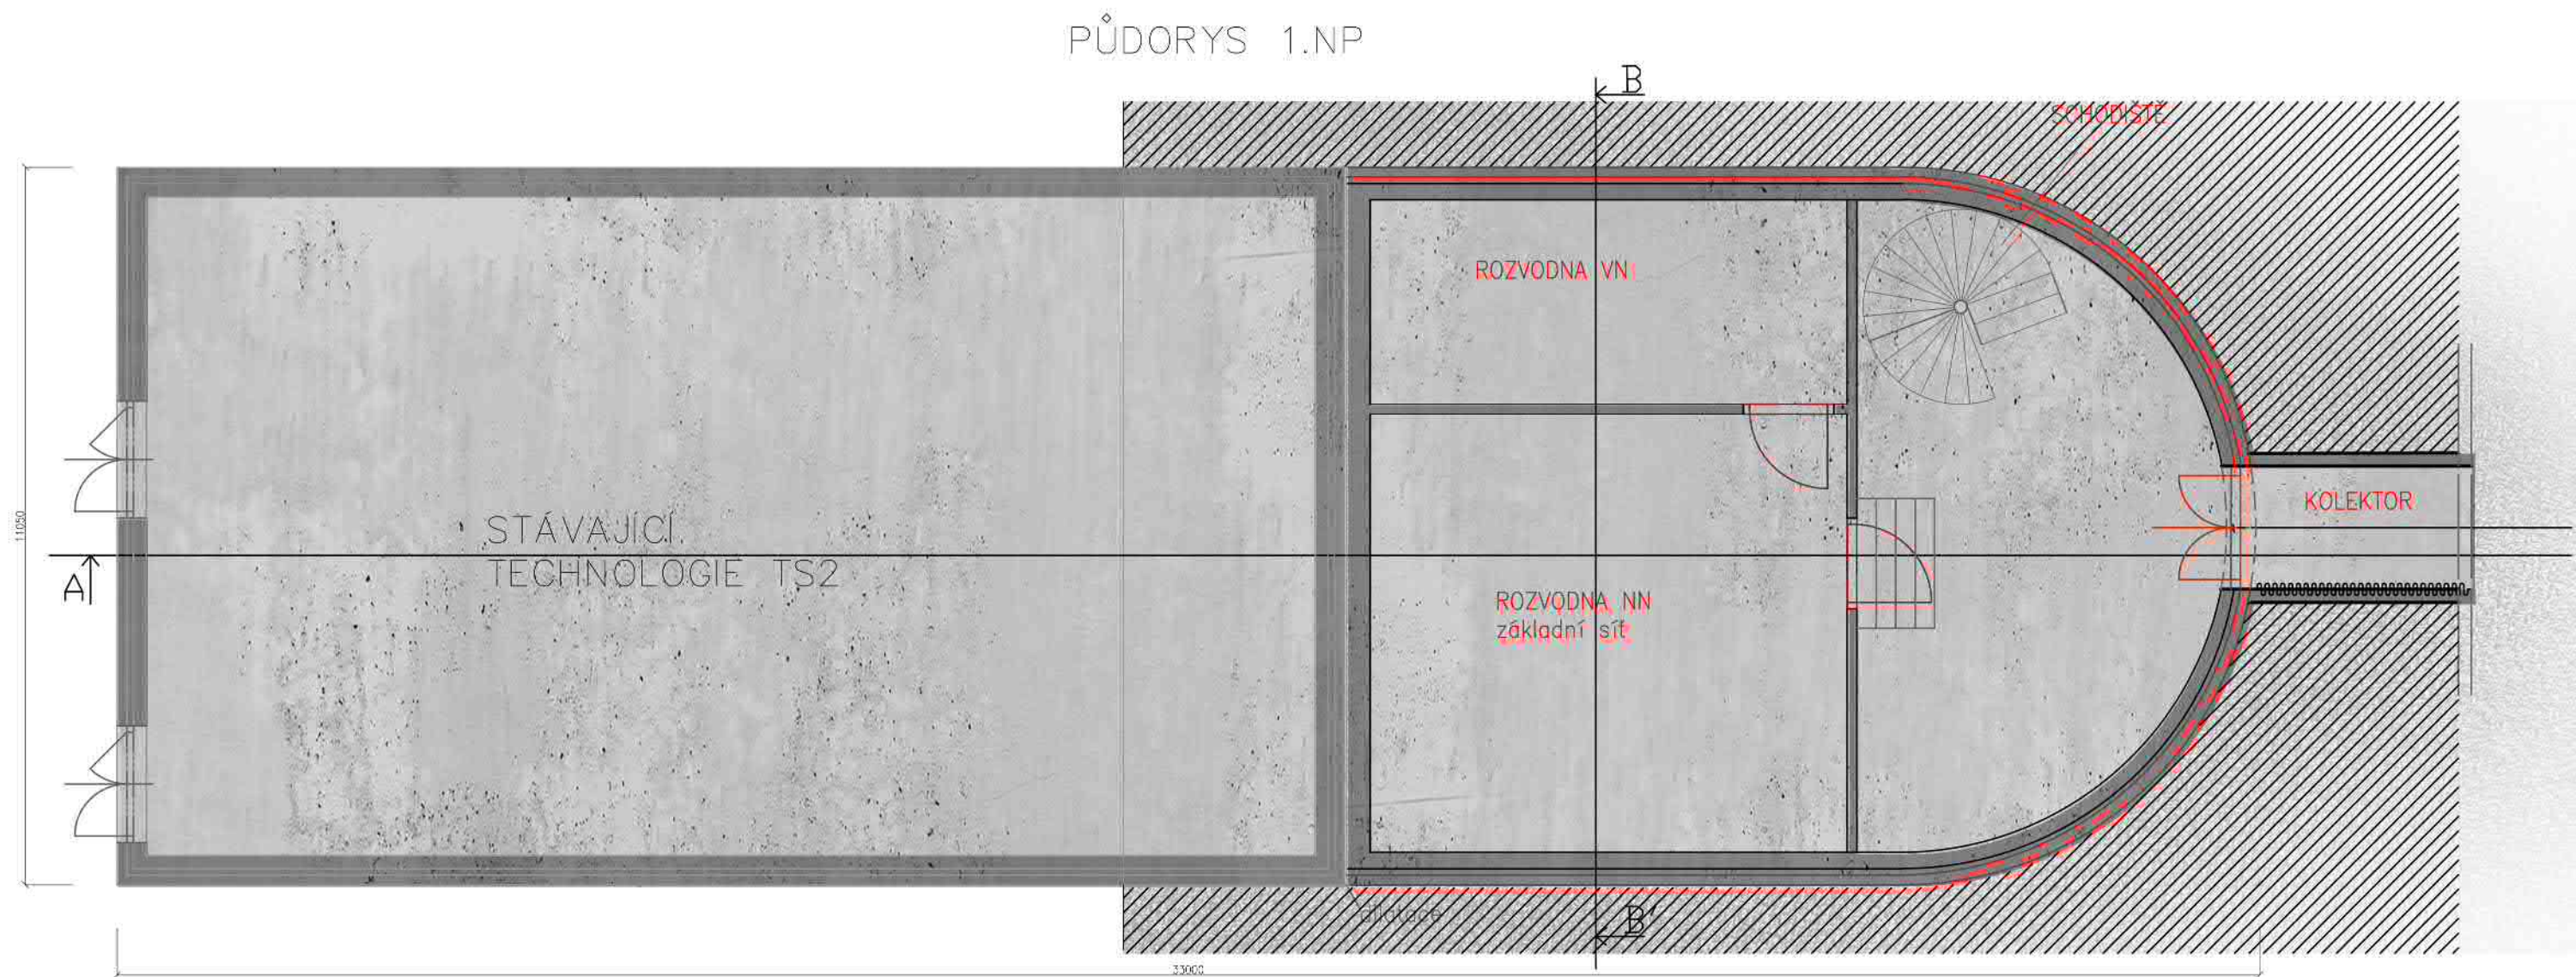 PŮDORYS 1.NP
B
SCHODIŠTĚ
ROZVODNA VN
KOLEKTOR
11050
STÁVAJÍCÍ
TECHNOLOGIE TS2
A
ROZVODNA NN
základní síť
dilatace
B'
33000